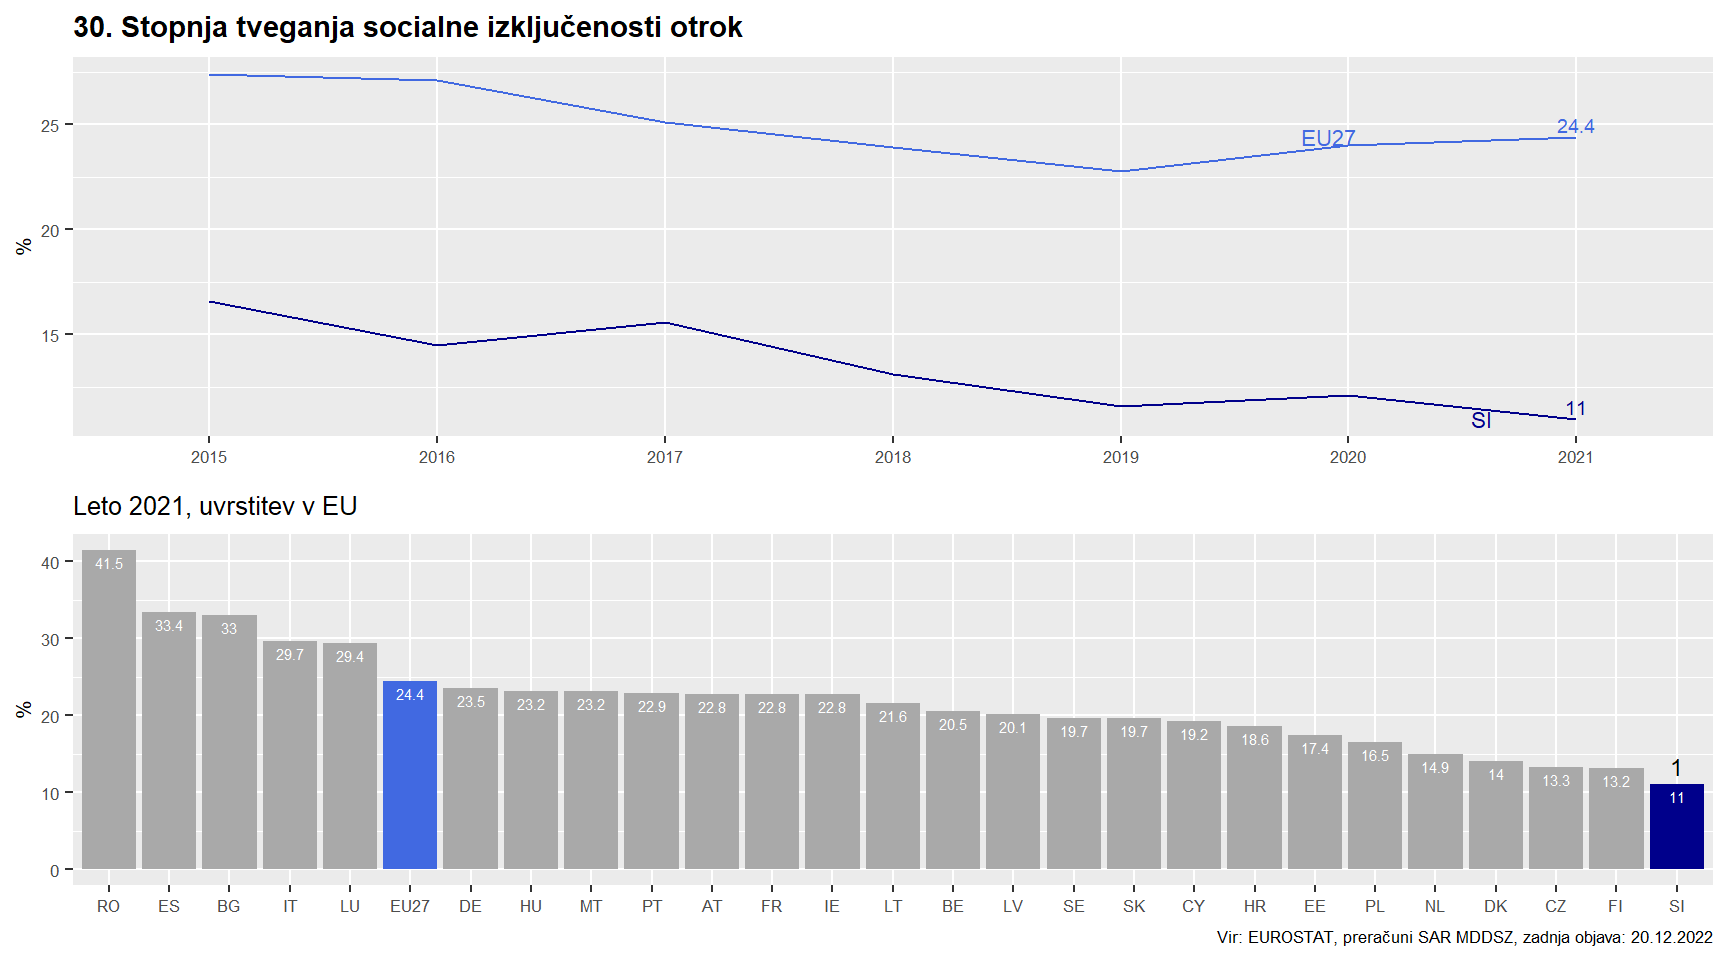 30. Stopnja tveganja socialne izključenosti otrok
%
25
20
15
EU27
24.4
SI
11
2015 2016 2017 2018 2019 2020 2021
Leto 2021, uvrstitev v EU
%
40
30
20
10
0
41.5 33.4 33 29.7 29.4 24.4 23.5 23.2 23.2 22.9 22.8 22.8 22.8 21.6 20.5 20.1 19.7 19.7 19.2 18.6 17.4 16.5 14.9 14 13.3 13.2 11
1
RO ES BG IT LU EU27 DE HU MT PT AT FR IE LT BE LV SE SK CY HR EE PL NL DK CZ FI SI
Vir: EUROSTAT, preračuni SAR MDDSZ, zadnja objava: 20.12.2022